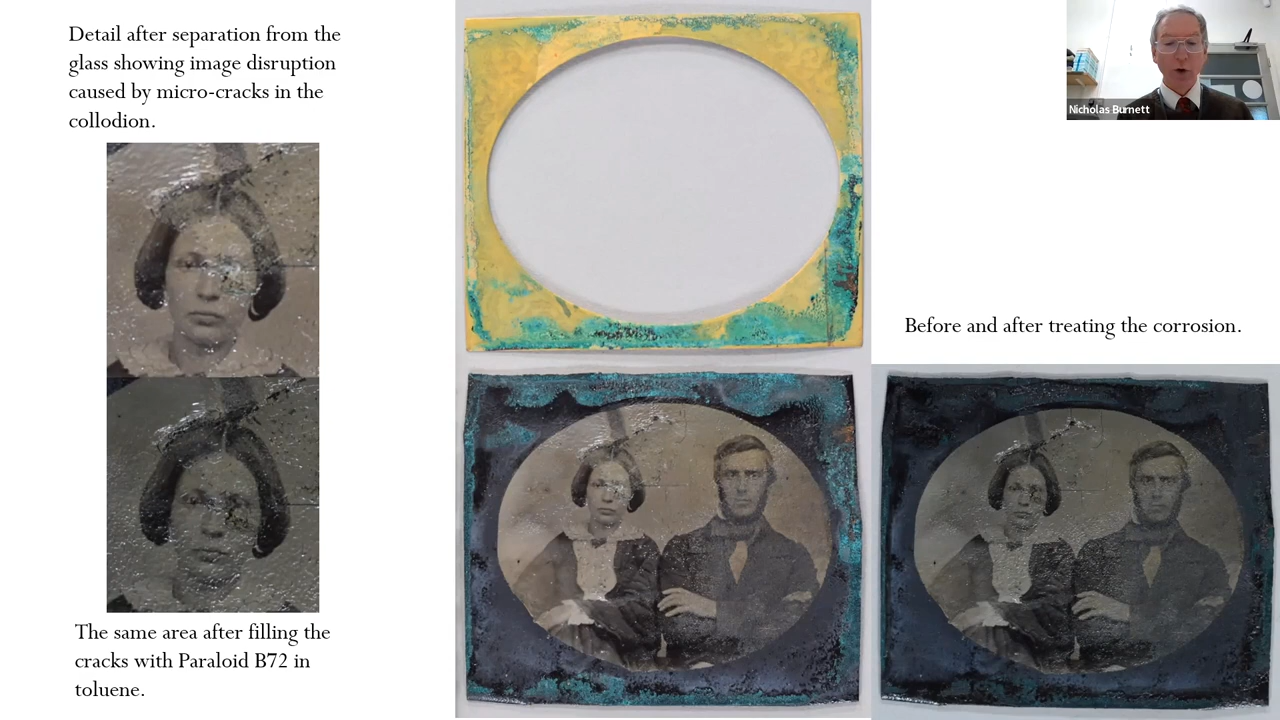 Detail after separation from the
glass showing image disruption
caused by micro-cracks in the
collodion.
Nicholas Burnett
Before and after treating the corrosion.
The same area after filling the
cracks with Paraloid B72 in
toluene.